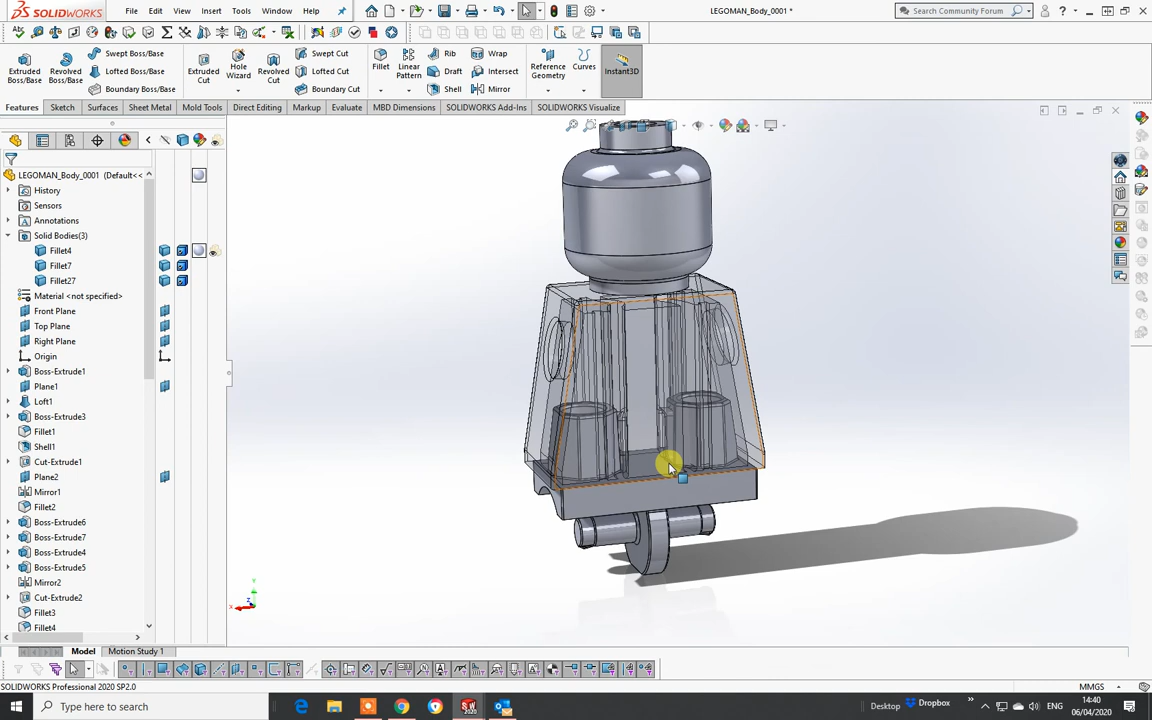 SOLIDWORKS File Edit View Insert Tools Window Help LEGOMAN_Body_0001 * Search Community Forum
Extruded Boss/Base
Revolved Boss/Base
Swept Boss/Base
Lofted Boss/Base
Boundary Boss/Base
Extruded Cut
Hole Wizard
Revolved Cut
Swept Cut
Lofted Cut
Boundary Cut
Fillet
Linear Pattern
Rib
Draft
Shell
Wrap
Intersect
Mirror
Reference Geometry
Curves
Instant3D
Features Sketch Surfaces Sheet Metal Mold Tools Direct Editing Markup Evaluate MBD Dimensions SOLIDWORKS Add-Ins SOLIDWORKS Visualize
LEGOMAN_Body_0001 (Default<<
History
Sensors
Annotations
Solid Bodies(3)
Fillet4
Fillet7
Fillet27
Material <not specified>
Front Plane
Top Plane
Right Plane
Origin
Boss-Extrude1
Plane1
Loft1
Boss-Extrude3
Fillet1
Shell1
Cut-Extrude1
Plane2
Mirror1
Fillet2
Boss-Extrude6
Boss-Extrude7
Boss-Extrude4
Boss-Extrude5
Mirror2
Cut-Extrude2
Fillet3
Fillet4
Model Motion Study 1
SOLIDWORKS Professional 2020 SP2.0 MMGS
Type here to search Desktop Dropbox ENG 14:40
06/04/2020